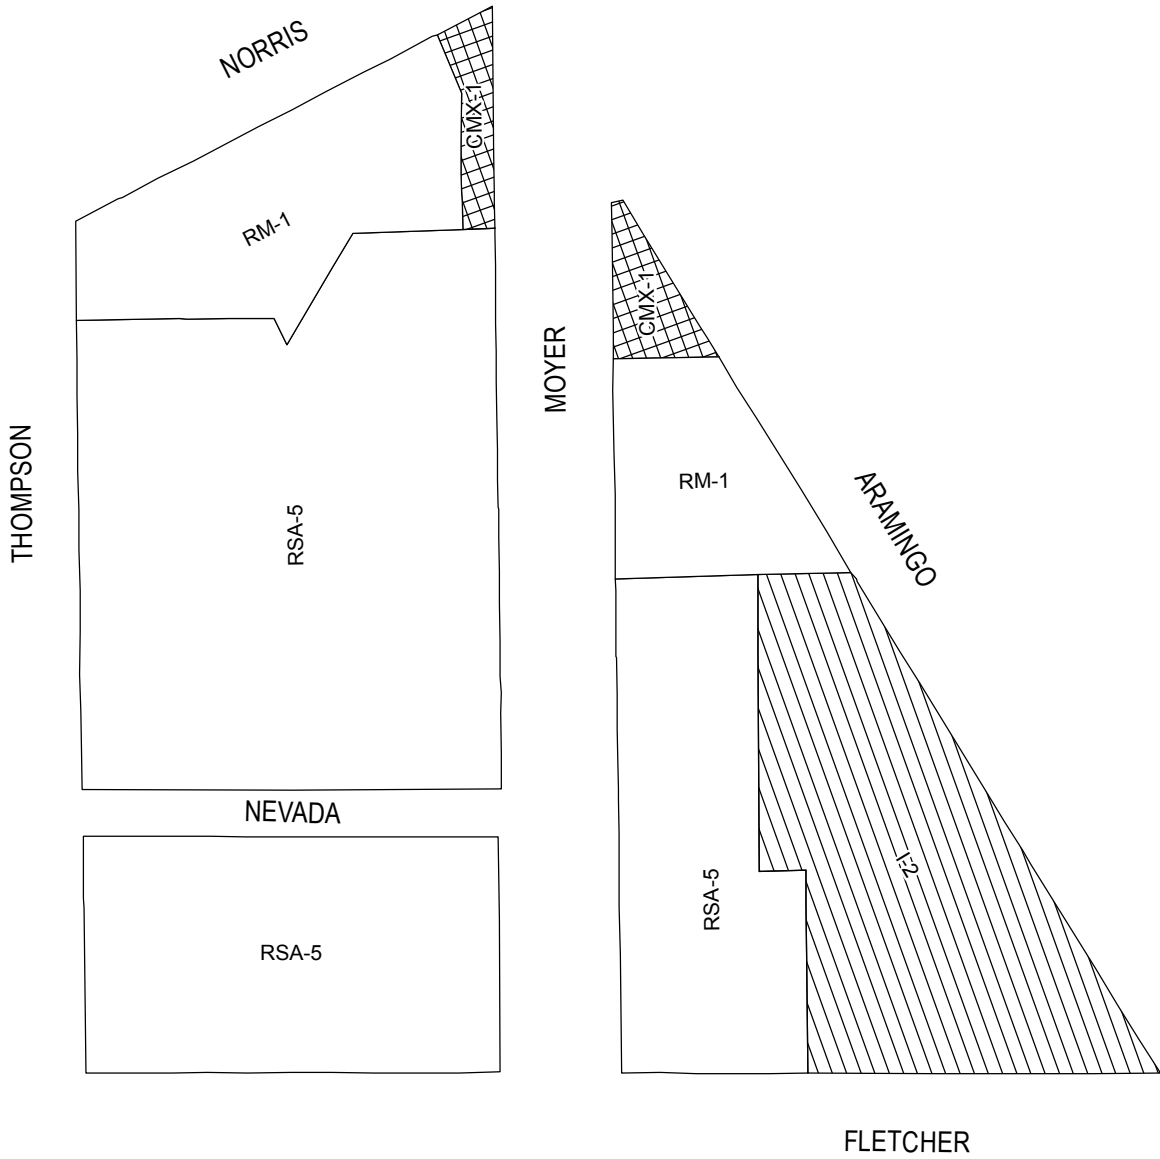 NORRIS
CMX-1
RM-1
CMX-1
MOYER
THOMPSON
RM-1
RSA-5
ARAMINGO
NEVADA
I-2
RSA-5
RSA-5
FLETCHER